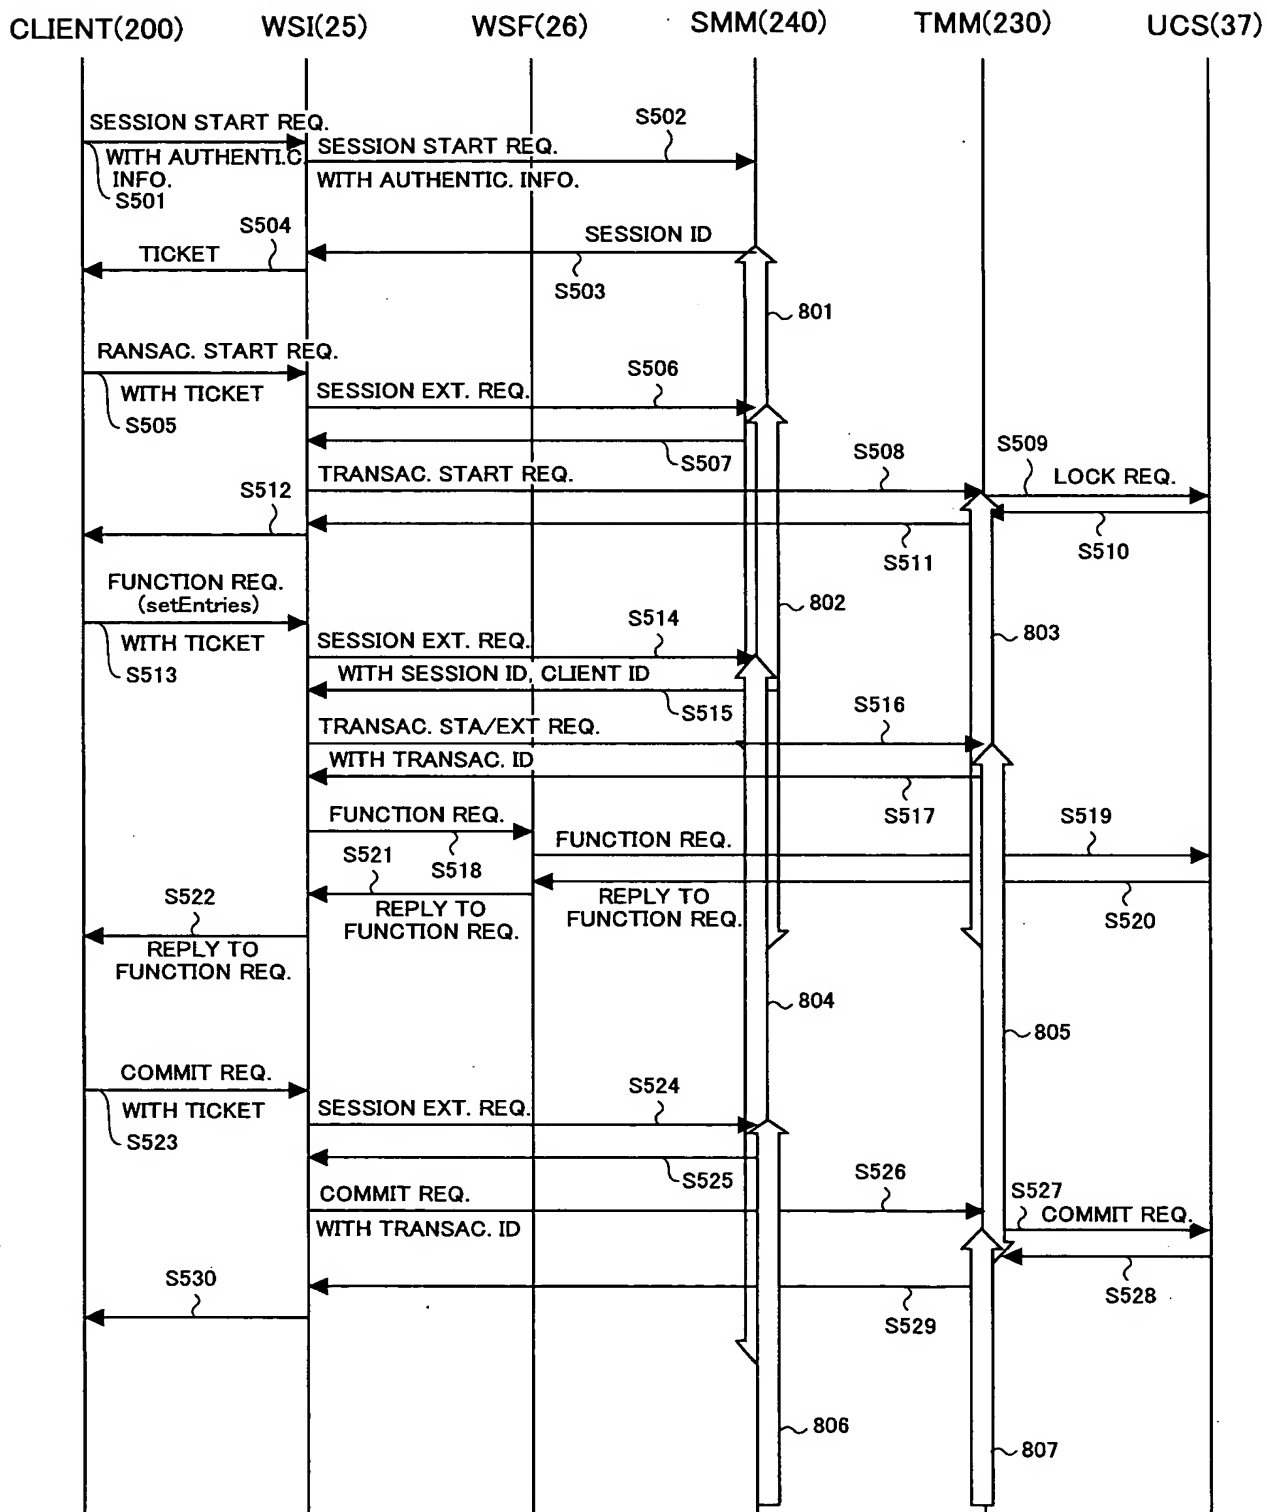 CLIENT(200) WSI(25) WSF(26) SMM(240) TMM(230) UCS(37)
SESSION START REQ.
WITH AUTHENTI.C.
INFO.
S501
S502
SESSION START REQ.
WITH AUTHENTIC. INFO.
S504
TICKET
SESSION ID
S503
801
RANSAC. START REQ.
WITH TICKET
S505
S506
SESSION EXT. REQ.
S507
S508
TRANSAC. START REQ.
S509
LOCK REQ.
S512
S511
S510
FUNCTION REQ.
(setEntries)
WITH TICKET
S513
802
803
S514
SESSION EXT. REQ.
WITH SESSION ID, CLIENT ID
S515
S516
TRANSAC. STA/EXT REQ.
WITH TRANSAC. ID
S517
FUNCTION REQ.
S518
S519
FUNCTION REQ.
S521
REPLY TO
FUNCTION REQ.
REPLY TO
FUNCTION REQ.
S520
S522
REPLY TO
FUNCTION REQ.
804
805
COMMIT REQ.
WITH TICKET
S523
S524
SESSION EXT. REQ.
S525
S526
COMMIT REQ.
WITH TRANSAC. ID
S527
COMMIT REQ.
S528
S530
S529
806
807